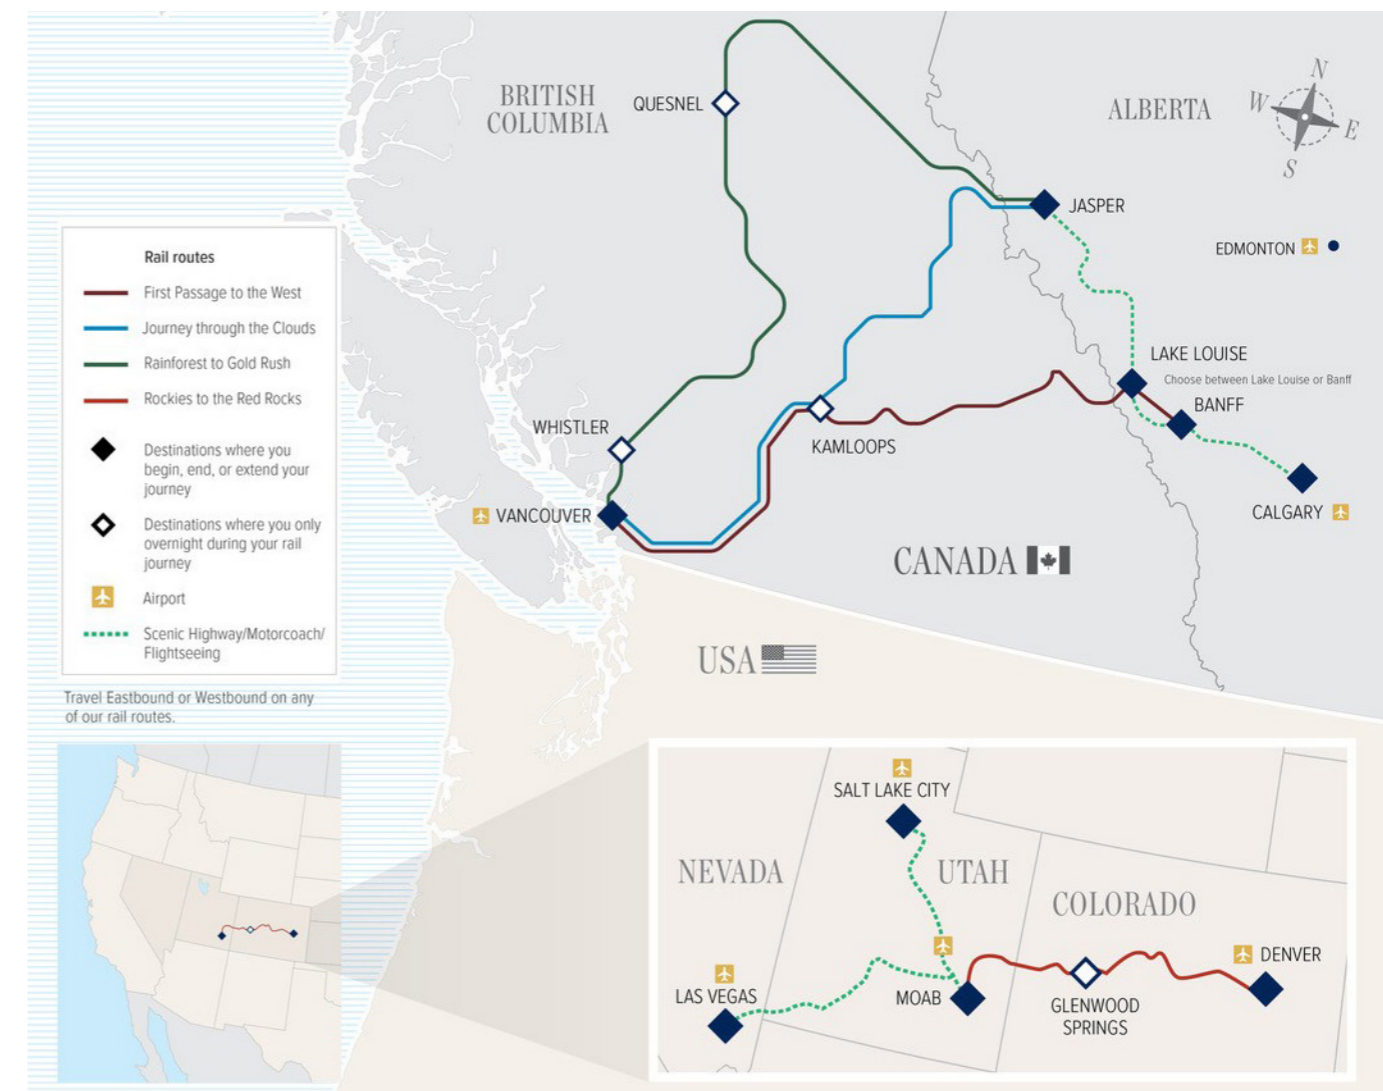 BRITISH
COLUMBIA
QUESNEL
ALBERTA
N
W
E
S
JASPER
EDMONTON
Rail routes
First Passage to the West
Journey through the Clouds
Rainforest to Gold Rush
Rockies to the Red Rocks
Destinations where you
begin, end, or extend your
journey
Destinations where you only
overnight during your rail
journey
Airport
Scenic Highway/Motorcoach/
Flightseeing
Travel Eastbound or Westbound on any
of our rail routes.
LAKE LOUISE
Choose between Lake Louise or Banff
BANFF
WHISTLER
KAMLOOPS
VANCOUVER
CALGARY
CANADA
USA
SALT LAKE CITY
NEVADA
UTAH
COLORADO
DENVER
LAS VEGAS
MOAB
GLENWOOD
SPRINGS